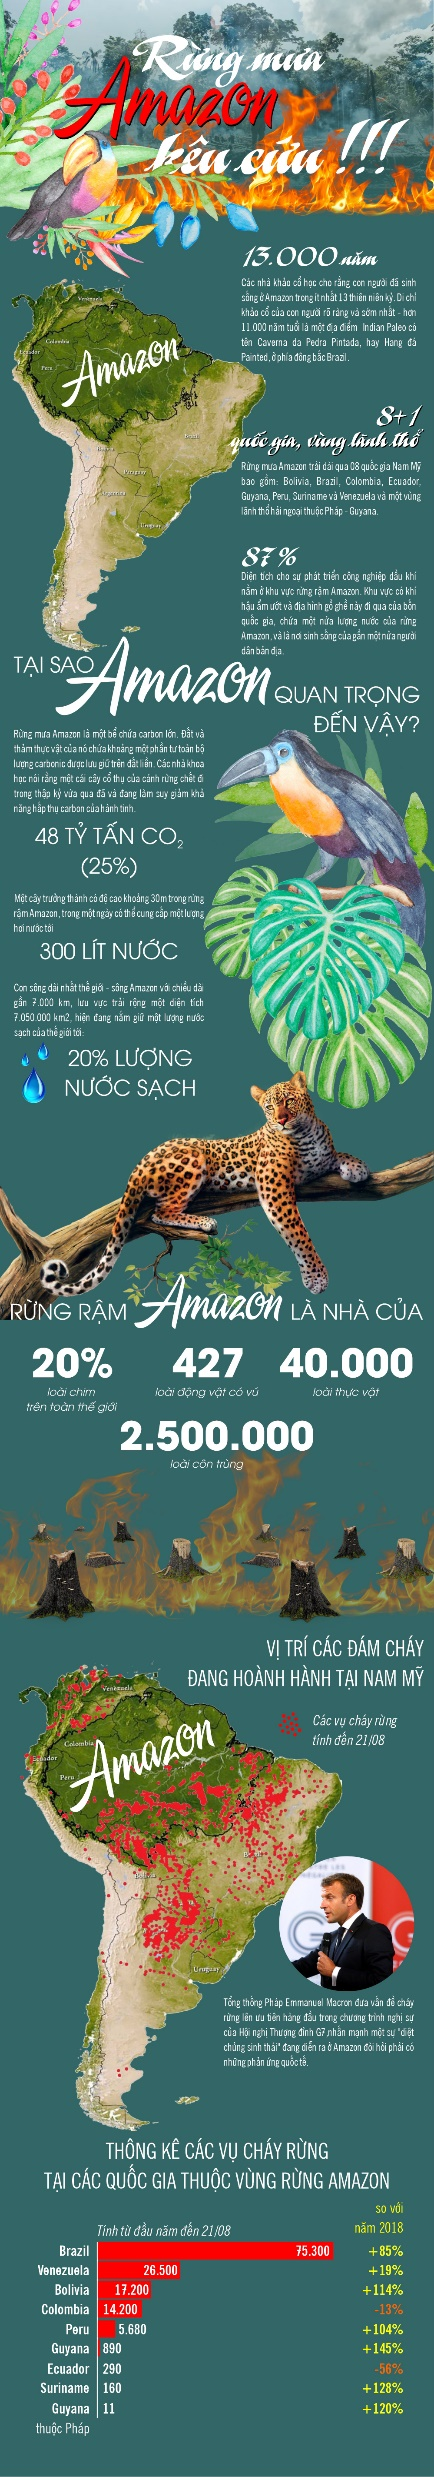 Rừng mưa
Amazon
kêu cứu !!!
13.000 năm
Các nhà khảo cổ học cho rằng con người đã sinh
sống ở Amazon trong ít nhất 13 thiên niên kỷ. Di chỉ
khảo cổ của con người rõ ràng và sớm nhất - hơn
11.000 năm tuổi là một địa điểm Indian Paleo có
tên Caverna da Pedra Pintada, hay Hang đá
Painted, ở phía đông bắc Brazil.
Venezuela
Colombia
Ecuador
Peru
Amazon
Brazil
Bolivia
Paraguay
Argentina
Uruguay
8+1
quốc gia, vùng lãnh thổ
Rừng mưa Amazon trải dài qua 08 quốc gia Nam Mỹ
bao gồm: Bolivia, Brazil, Colombia, Ecuador,
Guyana, Peru, Suriname và Venezuela và một vùng
lãnh thổ hải ngoại thuộc Pháp - Guyana.
87 %
Diện tích cho sự phát triển công nghiệp dầu khí
nằm ở khu vực rừng rậm Amazon. Khu vực có khí
hậu ẩm ướt và địa hình gồ ghề này đi qua của bốn
quốc gia, chứa một nửa lượng nước của rừng
Amazon, và là nơi sinh sống của gần một nửa người
dân bản địa.
TẠI SAO Amazon QUAN TRỌNG
ĐẾN VẬY?
Rừng mưa Amazon là một bể chứa carbon lớn. Đất và
thảm thực vật của nó chứa khoảng một phần tư toàn bộ
lượng carbonic được lưu giữ trên đất liền. Các nhà khoa
học nói rằng một cái cây cổ thụ của cánh rừng chết đi
trong thập kỷ vừa qua đã và đang làm suy giảm khả
năng hấp thụ carbon của hành tinh.
48 TỶ TẤN CO₂
(25%)
Một cây trưởng thành có độ cao khoảng 30m trong rừng
rậm Amazon, trong một ngày có thể cung cấp một lượng
hơi nước tới
300 LÍT NƯỚC
Con sông dài nhất thế giới - sông Amazon với chiều dài
gần 7.000 km, lưu vực trải rộng một diện tích
7.050.000 km2, hiện đang nắm giữ một lượng nước
sạch của thế giới tới:
20% LƯỢNG
NƯỚC SẠCH
RỪNG RẬM Amazon LÀ NHÀ CỦA
20%
loài chim
trên toàn thế giới
427
loài động vật có vú
40.000
loài thực vật
2.500.000
loài côn trùng
VỊ TRÍ CÁC ĐÁM CHÁY
ĐANG HOÀNH HÀNH TẠI NAM MỸ
Các vụ cháy rừng
tính đến 21/08
Venezuela
Colombia
Ecuador
Peru
Amazon
Brazil
Bolivia
Uruguay
G
Tổng thống Pháp Emmanuel Macron đưa vấn đề cháy
rừng lên ưu tiên hàng đầu trong chương trình nghị sự
của Hội nghị Thượng đỉnh G7,nhấn mạnh một sự "diệt
chủng sinh thái" đang diễn ra ở Amazon đòi hỏi phải có
những phản ứng quốc tế.
THỐNG KÊ CÁC VỤ CHÁY RỪNG
TẠI CÁC QUỐC GIA THUỘC VÙNG RỪNG AMAZON
Tính từ đầu năm đến 21/08
so với
năm 2018
Brazil 75.300 +85%
Venezuela 26.500 +19%
Bolivia 17.200 +114%
Colombia 14.200 -13%
Peru 5.680 +104%
Guyana 890 +145%
Ecuador 290 -56%
Suriname 160 +128%
Guyana 11 +120%
thuộc Pháp